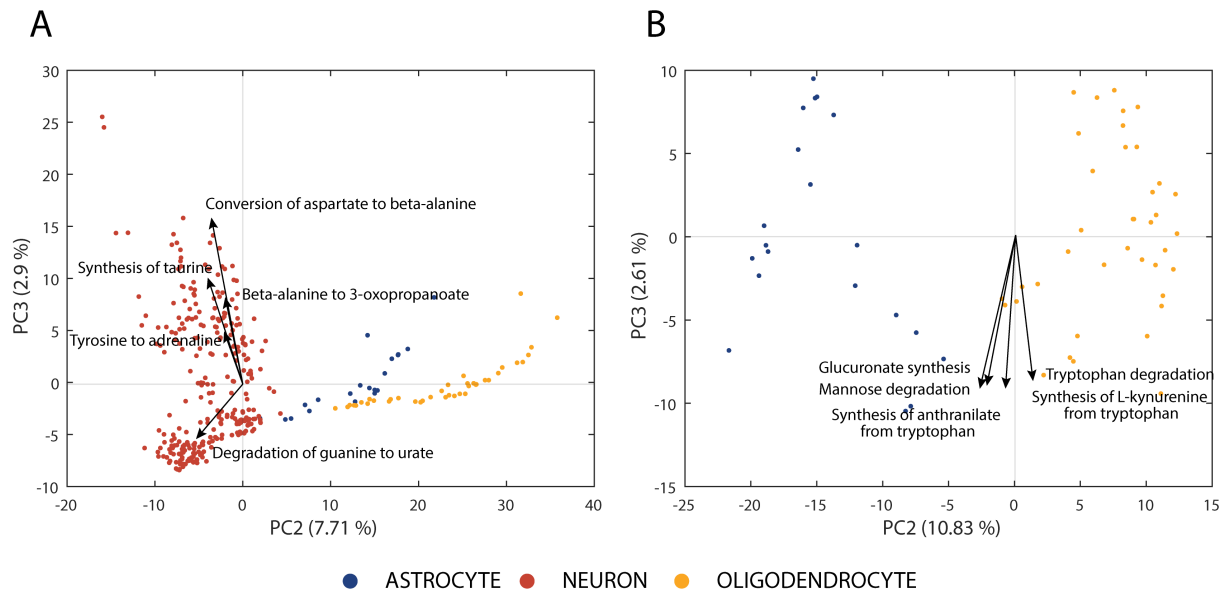 A
B
30
25
20
15
10
5
0
-5
-10
PC3 (2.9 %)
Conversion of aspartate to beta-alanine
Synthesis of taurine
Beta-alanine to 3-oxopropanoate
Tyrosine to adrenaline
Degradation of guanine to urate
-20
-10
0
10
20
30
40
PC2 (7.71 %)
10
5
0
-5
-10
-15
PC3 (2.61 %)
Glucuronate synthesis
Mannose degradation
Synthesis of anthranilate
from tryptophan
Tryptophan degradation
Synthesis of L-kynurenine
from tryptophan
-25
-20
-15
-10
-5
0
5
10
15
PC2 (10.83 %)
ASTROCYTE
NEURON
OLIGODENDROCYTE